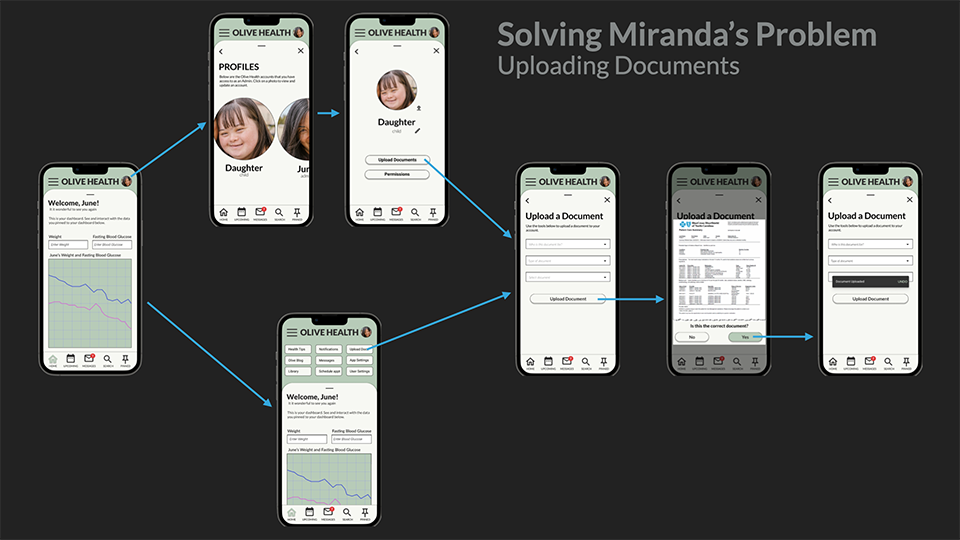 Solving Miranda's Problem
Uploading Documents
OLIVE HEALTH
PROFILES
Below are the Olive Health accounts that you have
access to as an Admin. Click on a photo to view and
update an account.
Daughter
child
Jun
HOME UPCOMING MESSAGES SEARCH PINNED
OLIVE HEALTH
Daughter
child
Upload Documents
Permissions
HOME UPCOMING MESSAGES SEARCH PINNED
OLIVE HEALTH
Welcome, June!
It is wonderful to see you again.
This is your dashboard. See and interact with the data
you pinned to your dashboard below.
Weight Fasting Blood Glucose
Enter Weight Enter Blood Glucose
June's Weight and Fasting Blood Glucose
HOME UPCOMING MESSAGES SEARCH PINNED
OLIVE HEALTH
Health Tips Notifications Upload Docs
Olive Blog Messages App Settings
Library Schedule appt User Settings
Welcome, June!
It is wonderful to see you again
This is your dashboard. See and interact with the data
you pinned to your dashboard below.
Weight Fasting Blood Glucose
Enter Weight Enter Blood Glucose
June's Weight and Fasting Blood Glucose
HOME UPCOMING MESSAGES SEARCH PINNED
OLIVE HEALTH
Upload a Document
Use the tools below to upload a document to your
account.
Who is this document for?
Type of document
Select document
Upload Document
HOME UPCOMING MESSAGES SEARCH PINNED
OLIVE HEALTH
Upload a Document
Is this the correct document?
No Yes
HOME UPCOMING MESSAGES SEARCH PINNED
OLIVE HEALTH
Upload a Document
Use the tools below to upload a document to your
account.
Who is this document for?
Type of document
Document Uploaded UNDO
Upload Document
HOME UPCOMING MESSAGES SEARCH PINNED